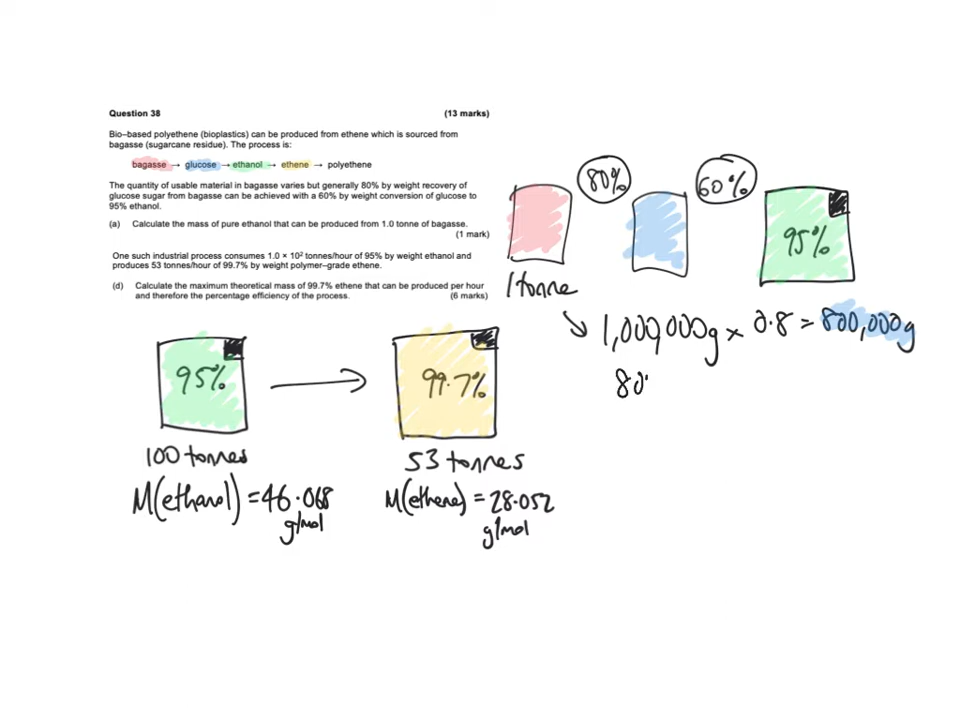 Question 38 (13 marks)
Bio–based polyethene (bioplastics) can be produced from ethene which is sourced from
bagasse (sugarcane residue). The process is:
bagasse → glucose → ethanol → ethene → polyethene
The quantity of usable material in bagasse varies but generally 80% by weight recovery of
glucose sugar from bagasse can be achieved with a 60% by weight conversion of glucose to
95% ethanol.
(a) Calculate the mass of pure ethanol that can be produced from 1.0 tonne of bagasse.
(1 mark)
One such industrial process consumes 1.0 × 10² tonnes/hour of 95% by weight ethanol and
produces 53 tonnes/hour of 99.7% by weight polymer–grade ethene.
(d) Calculate the maximum theoretical mass of 99.7% ethene that can be produced per hour
and therefore the percentage efficiency of the process. (6 marks)
80% 60%
95%
1 tonne
1,000,000g × 0.8 = 800,000g
80
95% → 99.7%
100 tonnes 53 tonnes
M(ethanol) = 46.068 g/mol
M(ethene) = 28.052 g/mol